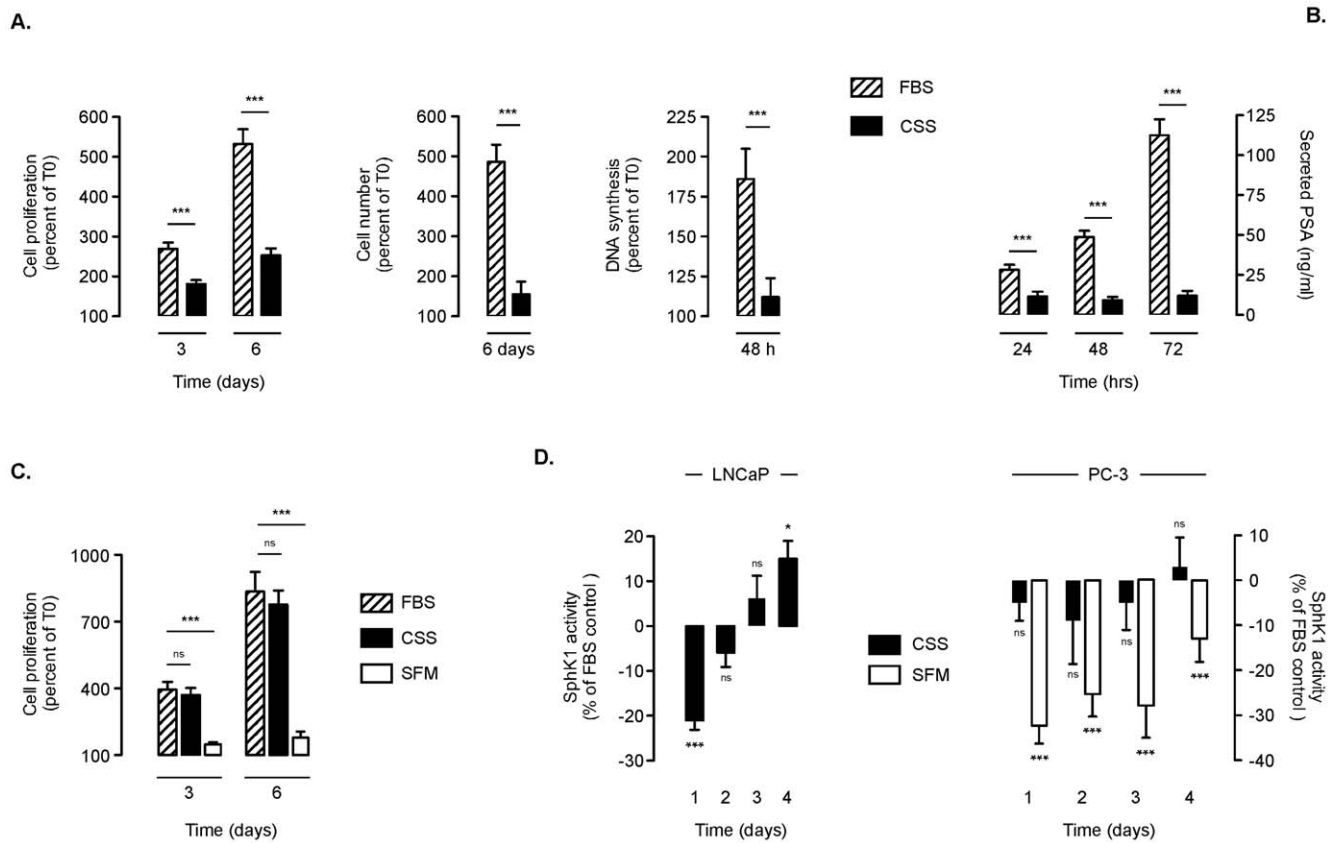 A.
B.
FBS
CSS
Cell proliferation
(percent of T0)
600
500
400
300
200
100
***
***
3
6
Time (days)
Cell number
(percent of T0)
600
500
400
300
200
100
***
6 days
DNA synthesis
(percent of T0)
225
200
175
150
125
100
***
48 h
***
***
***
24
48
72
Time (hrs)
125
100
75
50
25
0
Secreted PSA
(ng/ml)
C.
Cell proliferation
(percent of T0)
1000
700
400
100
***
ns
***
ns
3
6
Time (days)
FBS
CSS
SFM
D.
LNCaP
SphK1 activity
(% of FBS control )
20
10
0
-10
-20
-30
***
ns
ns
*
1
2
3
4
Time (days)
CSS
SFM
PC-3
ns
***
ns
***
ns
***
ns
***
1
2
3
4
Time (days)
10
0
-10
-20
-30
-40
SphK1 activity
(% of FBS control )